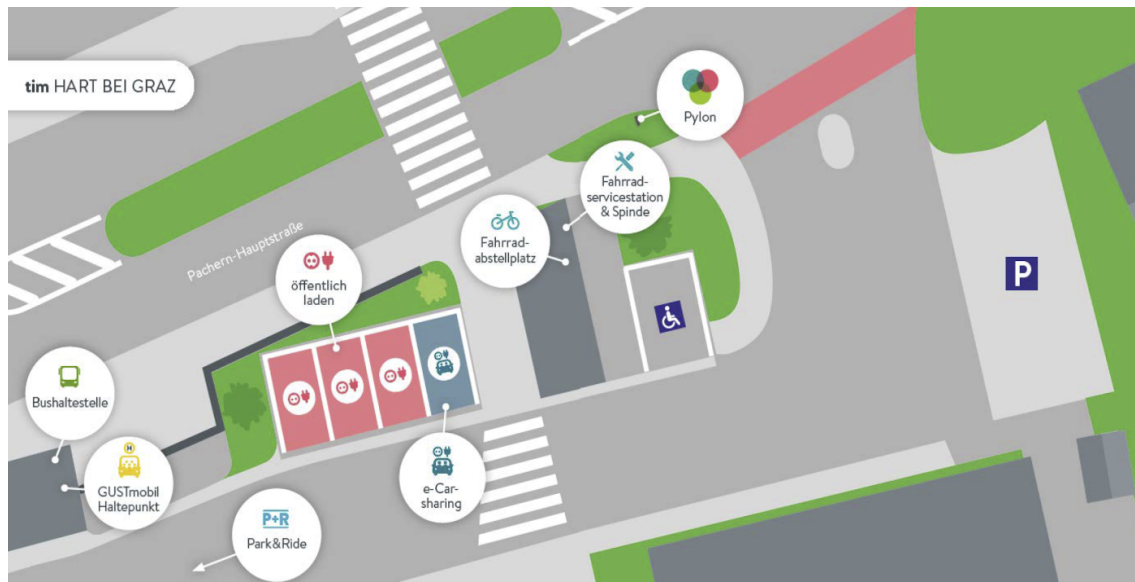 tim HART BEI GRAZ
Pylon
Fahrrad-
servicestation
& Spinde
Fahrrad-
abstellplatz
Pachern-Hauptstraße
öffentlich
laden
P
Bushaltestelle
H
GUSTmobil
Haltepunkt
e-Car-
sharing
P+R
Park&Ride